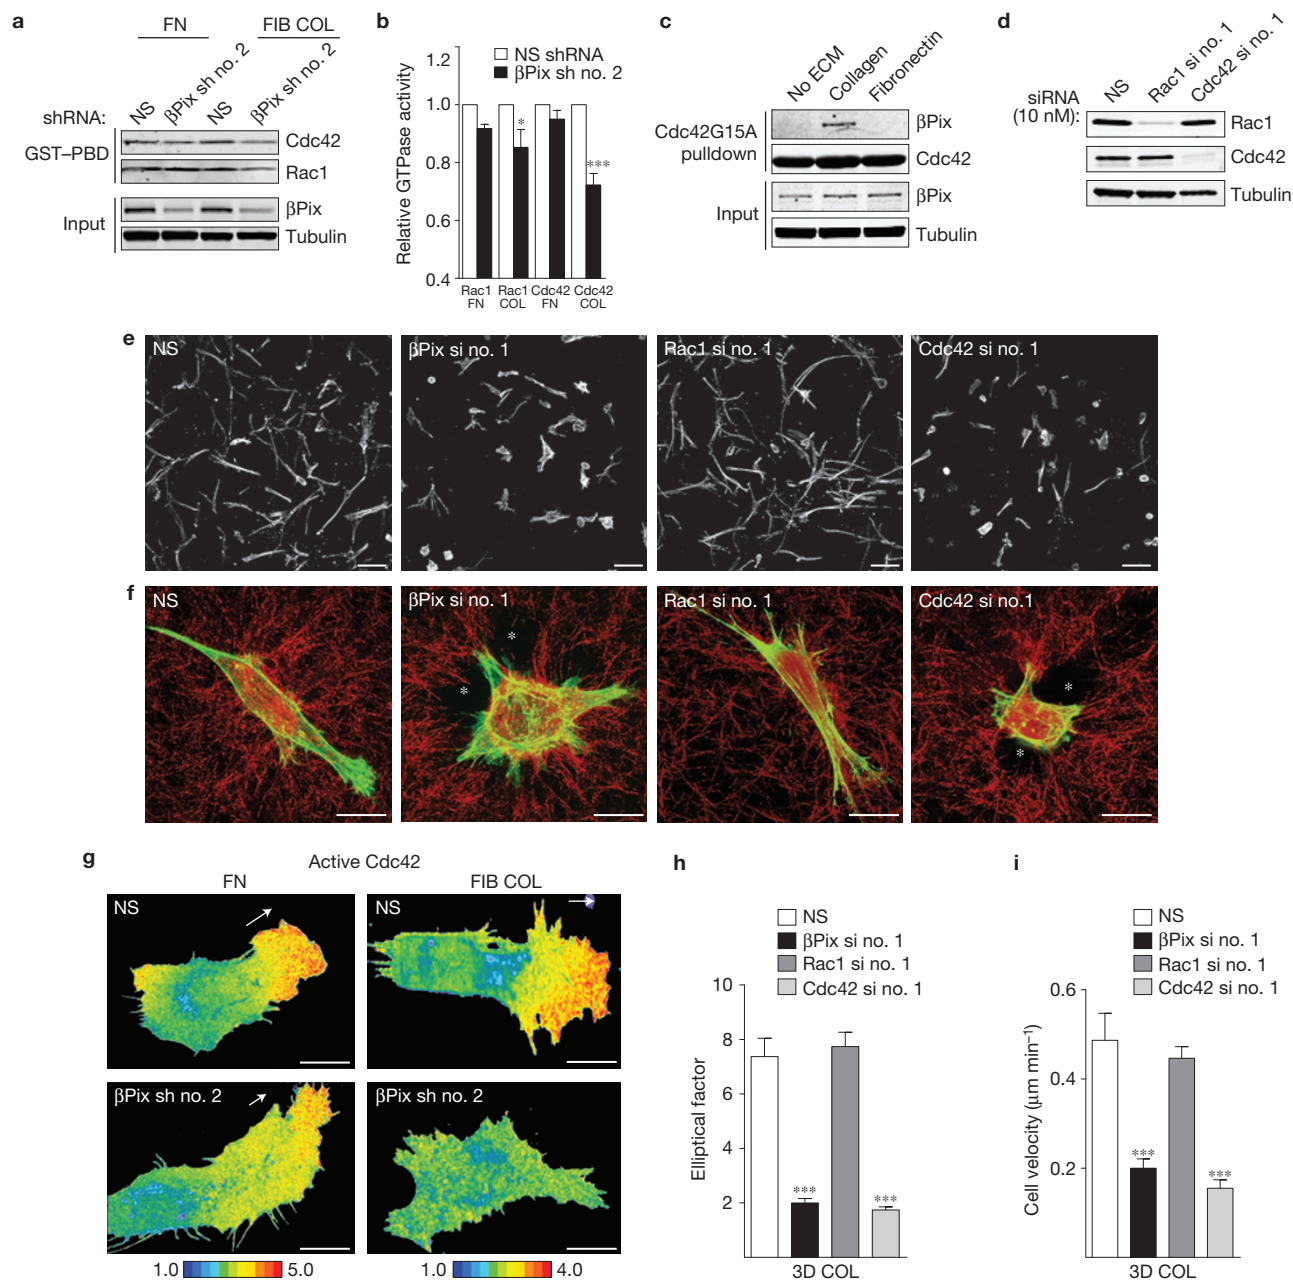 a
FN
FIB COL
shRNA:
NS
βPix sh no. 2
NS
βPix sh no. 2
GST–PBD
Cdc42
Rac1
Input
βPix
Tubulin
b
NS shRNA
βPix sh no. 2
Relative GTPase activity
1.2
1.0
0.8
0.6
0.4
*
***
Rac1 FN
Rac1 COL
Cdc42 FN
Cdc42 COL
c
No ECM
Collagen
Fibronectin
Cdc42G15A
pulldown
βPix
Cdc42
Input
βPix
Tubulin
d
siRNA
(10 nM):
NS
Rac1 si no. 1
Cdc42 si no. 1
Rac1
Cdc42
Tubulin
e
NS
βPix si no. 1
Rac1 si no. 1
Cdc42 si no. 1
f
NS
βPix si no. 1
*
*
Rac1 si no. 1
Cdc42 si no.1
*
*
g
Active Cdc42
FN
FIB COL
NS
βPix sh no. 2
βPix sh no. 2
1.0
5.0
1.0
4.0
h
NS
βPix si no. 1
Rac1 si no. 1
Cdc42 si no. 1
Elliptical factor
10
8
6
4
2
***
***
3D COL
i
NS
βPix si no. 1
Rac1 si no. 1
Cdc42 si no. 1
Cell velocity (µm min⁻¹)
0.6
0.4
0.2
***
***
3D COL